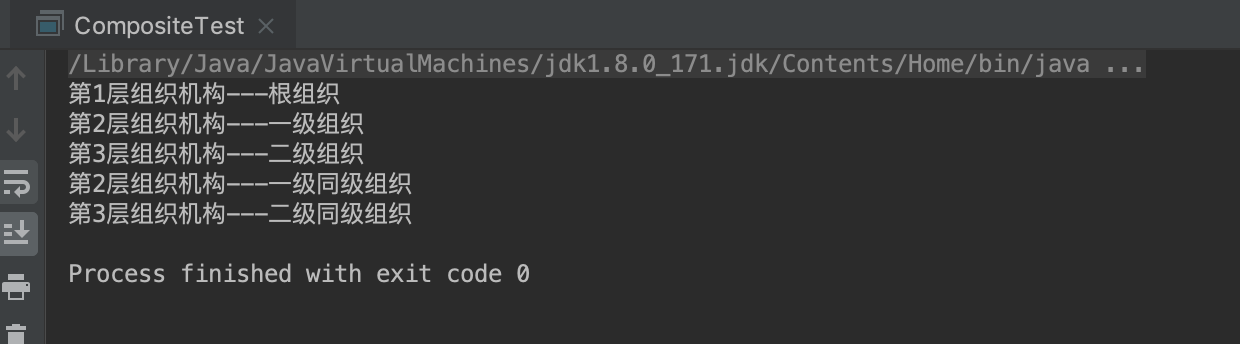 CompositeTest
/Library/Java/JavaVirtualMachines/jdk1.8.0_171.jdk/Contents/Home/bin/java ...
第1层组织机构---根组织
第2层组织机构---一级组织
第3层组织机构---二级组织
第2层组织机构---一级同级组织
第3层组织机构---二级同级组织
Process finished with exit code 0